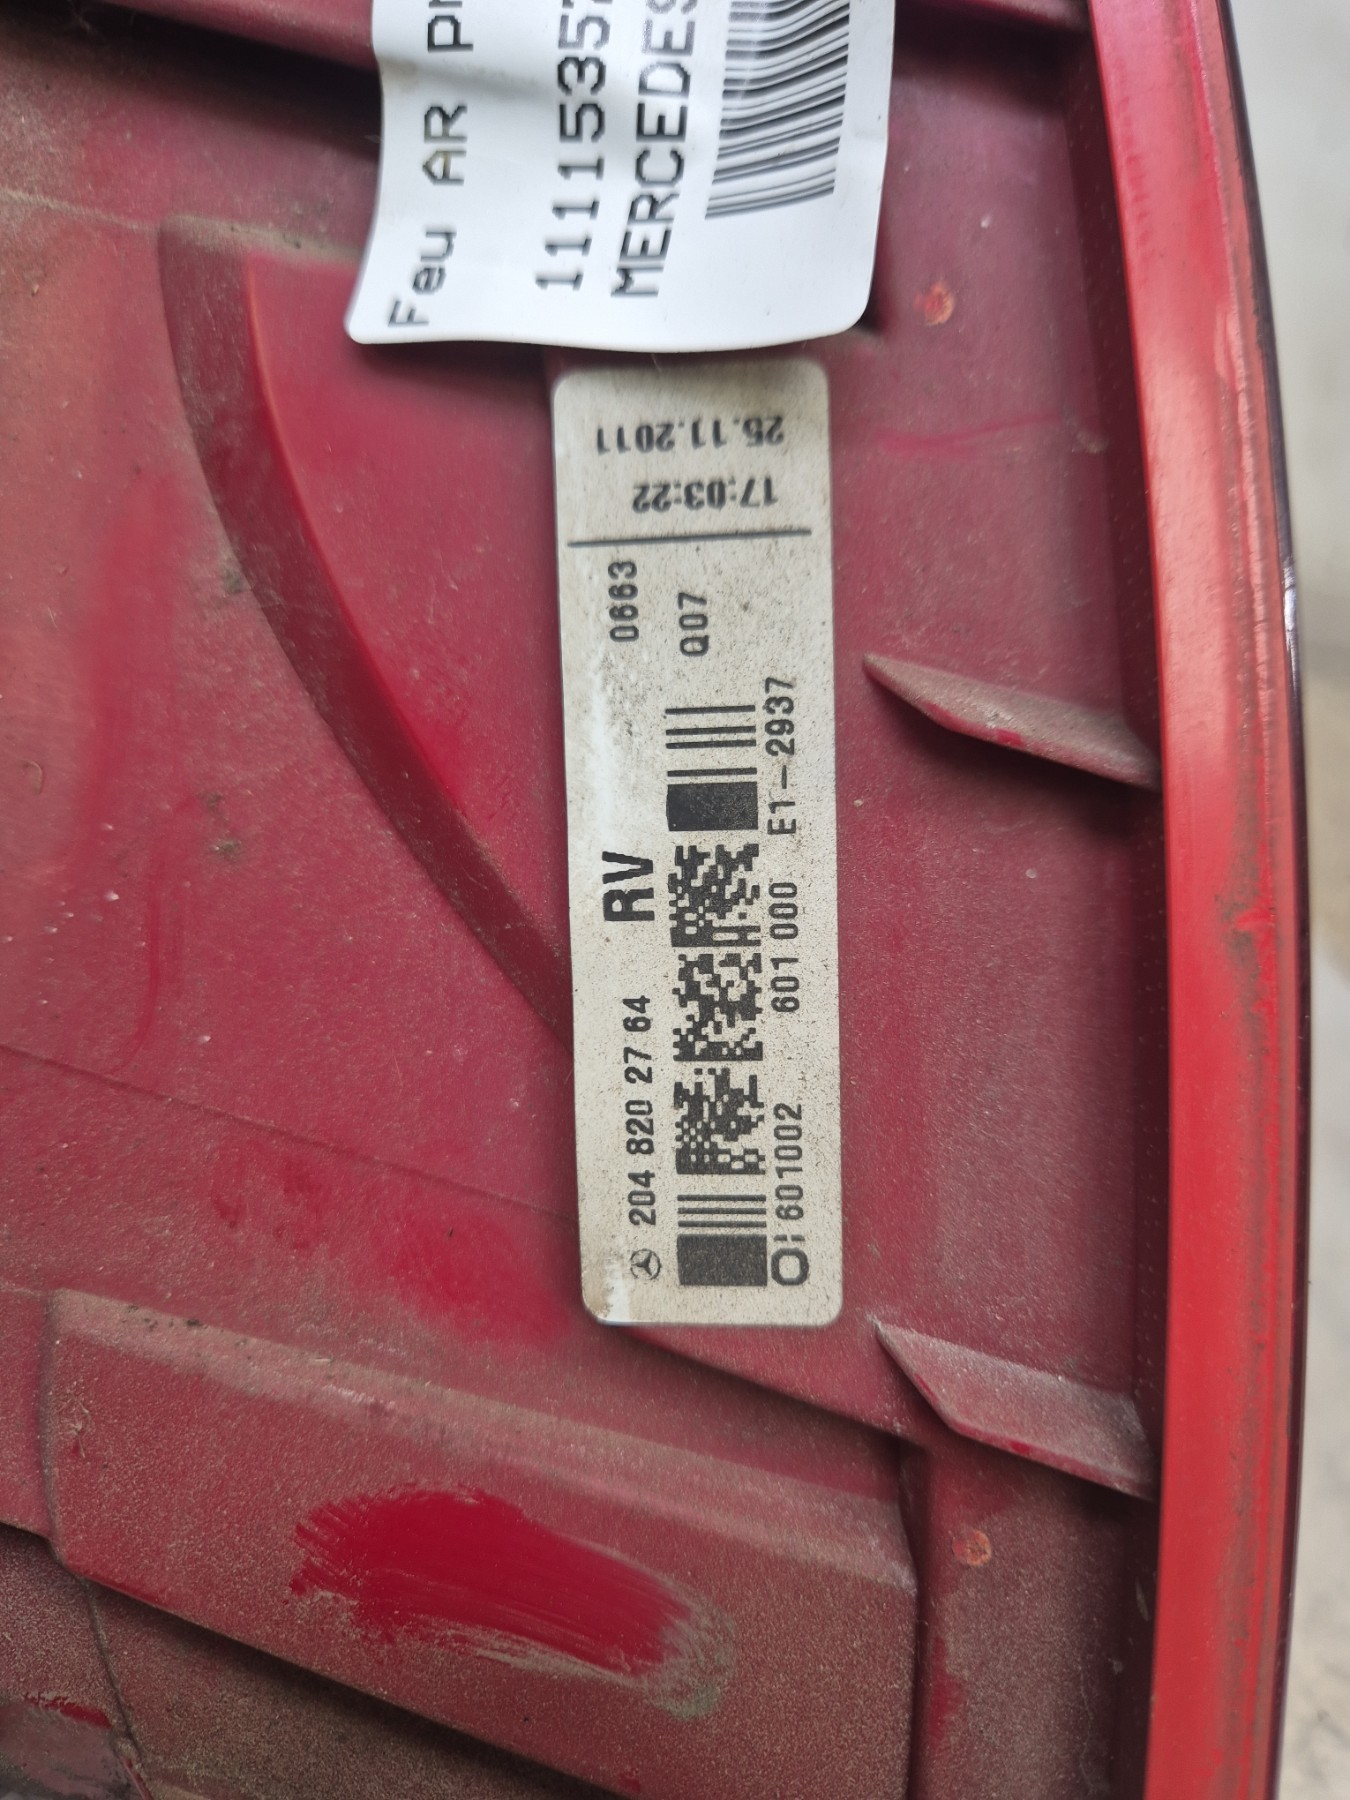 Feu AR
MERCEDES
25.11.2011
17:03:22
0663
Q07
204 820 27 64 RV
601002 601 000 E1-2937